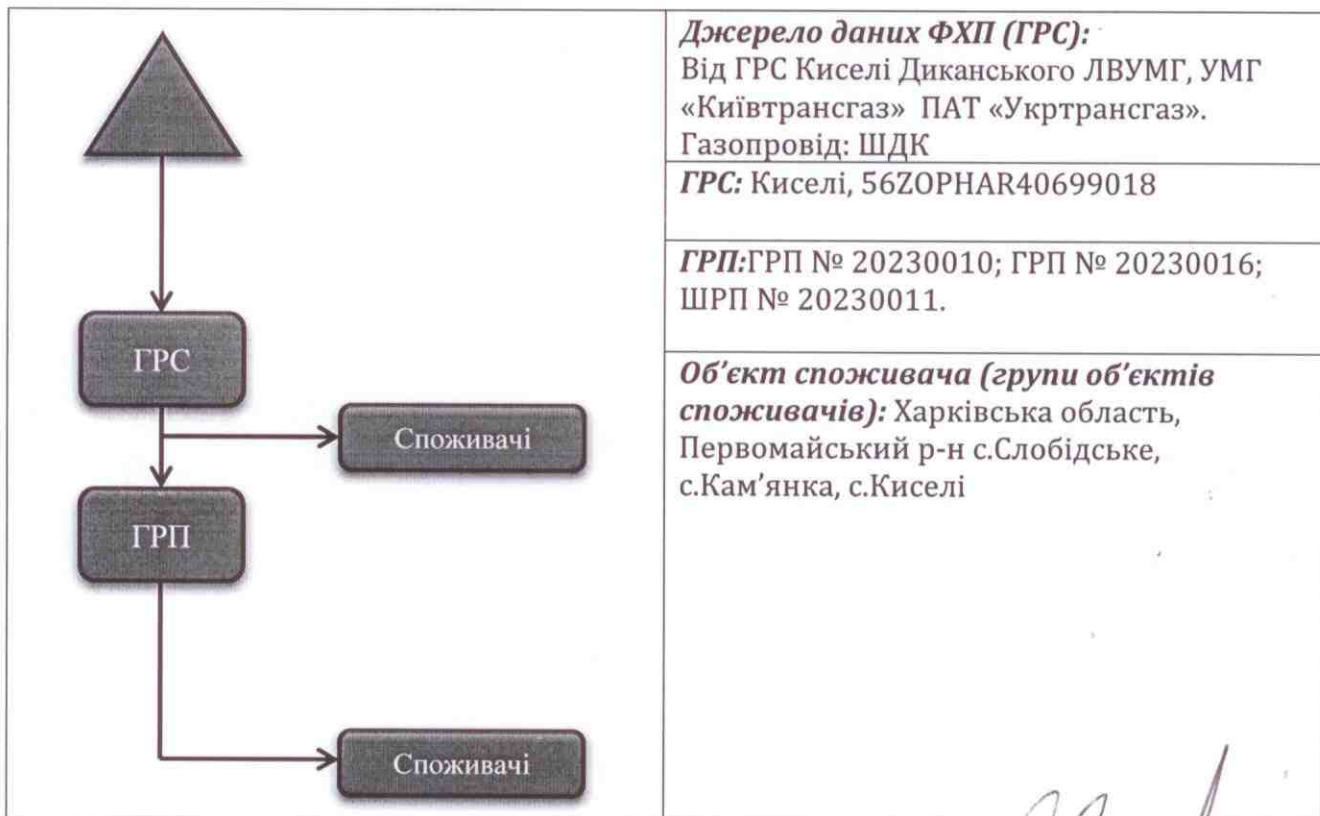 ГРС
Споживачі
ГРП
Споживачі
Джерело даних ФХП (ГРС):
Від ГРС Киселі Диканського ЛВУМГ, УМГ
«Київтрансгаз» ПАТ «Укртрансгаз».
Газопровід: ШДК
ГРС: Киселі, 56ZOPHAR40699018
ГРП:ГРП № 20230010; ГРП № 20230016;
ШРП № 20230011.
Об’єкт споживача (групи об’єктів
споживачів): Харківська область,
Первомайський р-н с.Слобідське,
с.Кам’янка, с.Киселі